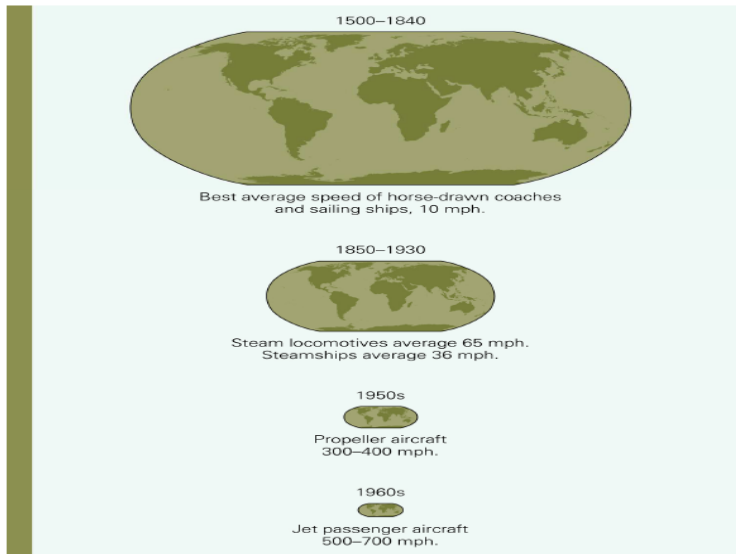 1500–1840
Best average speed of horse-drawn coaches
and sailing ships, 10 mph.
1850–1930
Steam locomotives average 65 mph.
Steamships average 36 mph.
1950s
Propeller aircraft
300–400 mph.
1960s
Jet passenger aircraft
500–700 mph.